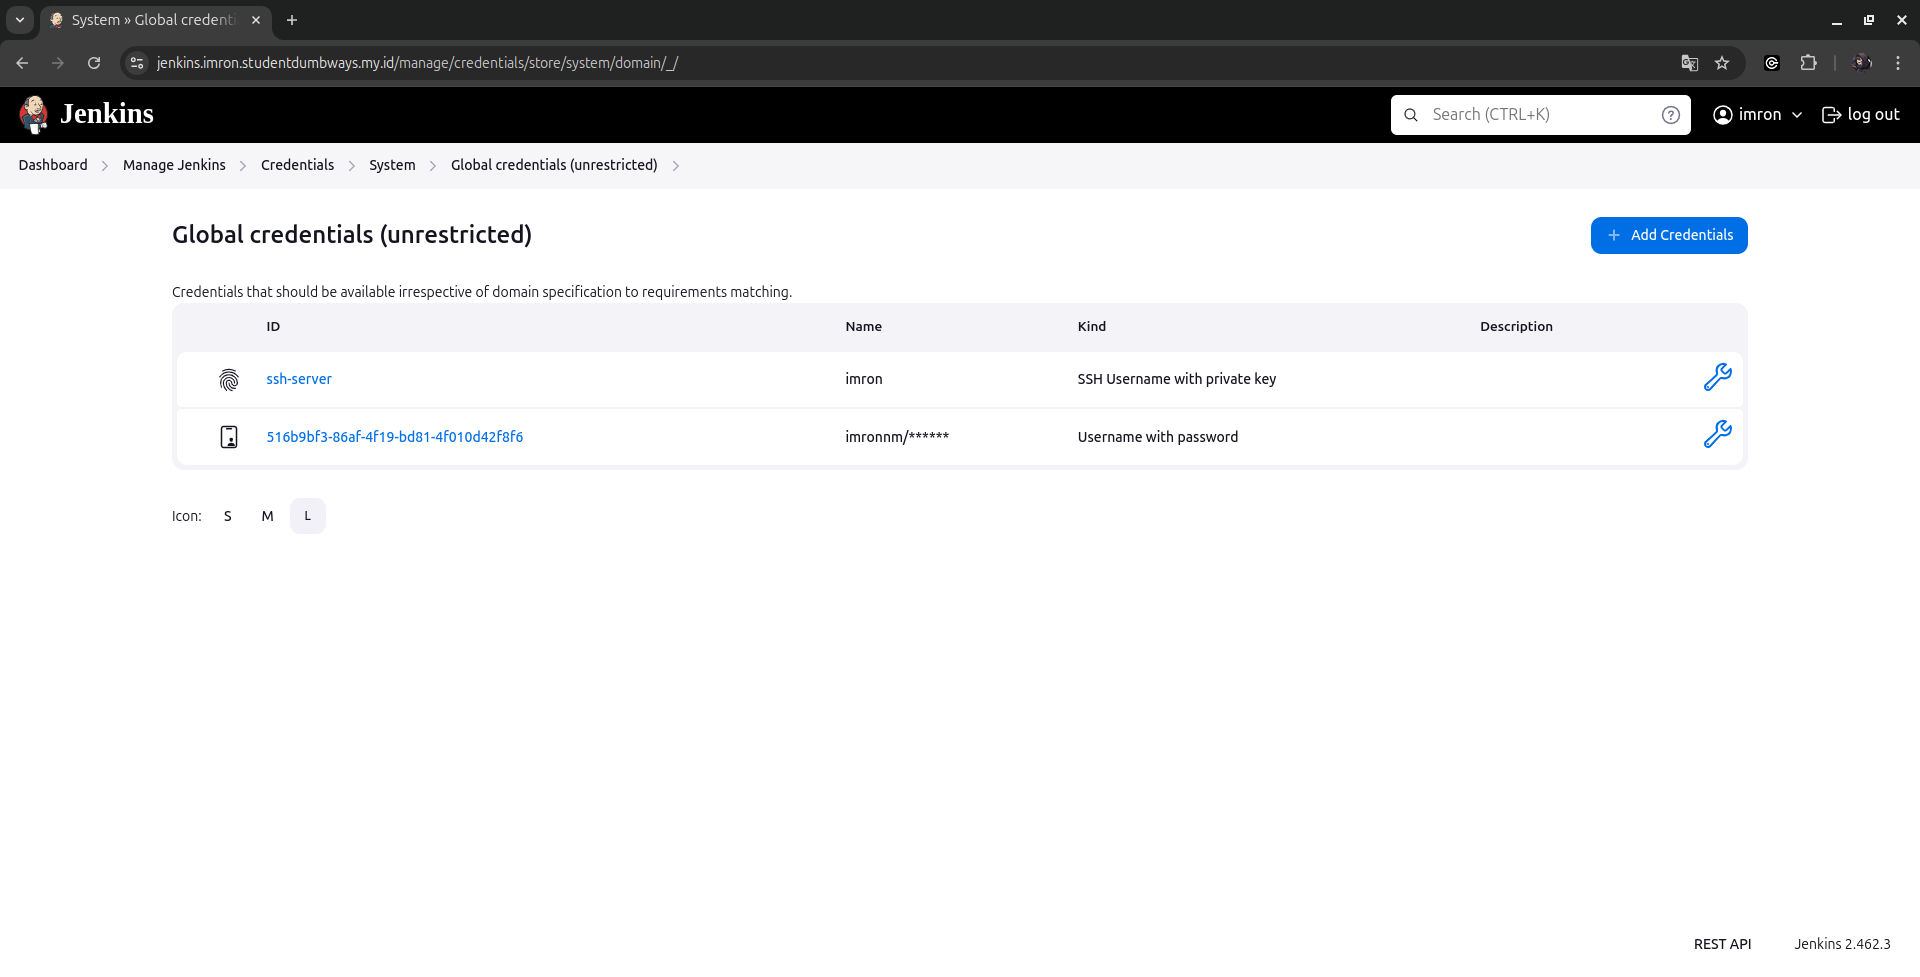 System » Global credenti
jenkins.imron.studentdumbways.my.id/manage/credentials/store/system/domain/_/
Jenkins
Search (CTRL+K)
imron
log out
Dashboard
Manage Jenkins
Credentials
System
Global credentials (unrestricted)
Global credentials (unrestricted)
+ Add Credentials
Credentials that should be available irrespective of domain specification to requirements matching.
ID Name Kind Description
ssh-server imron SSH Username with private key
516b9bf3-86af-4f19-bd81-4f010d42f8f6 imronnm/****** Username with password
Icon: S M L
REST API Jenkins 2.462.3